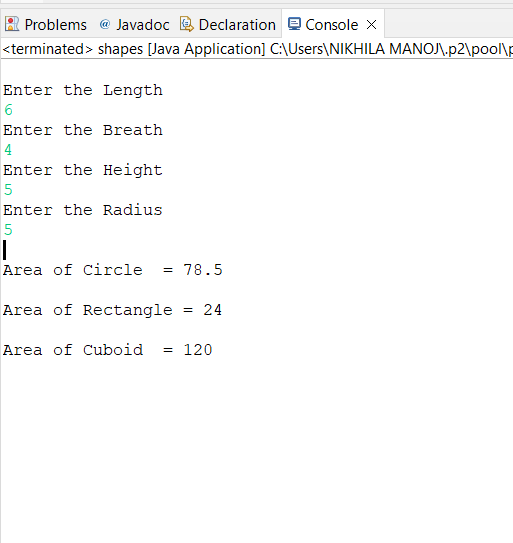 Problems @ Javadoc Declaration Console
<terminated> shapes [Java Application] C:\Users\NIKHILA MANOJ\.p2\pool\p
Enter the Length
6
Enter the Breath
4
Enter the Height
5
Enter the Radius
5
Area of Circle  = 78.5
Area of Rectangle = 24
Area of Cuboid  = 120